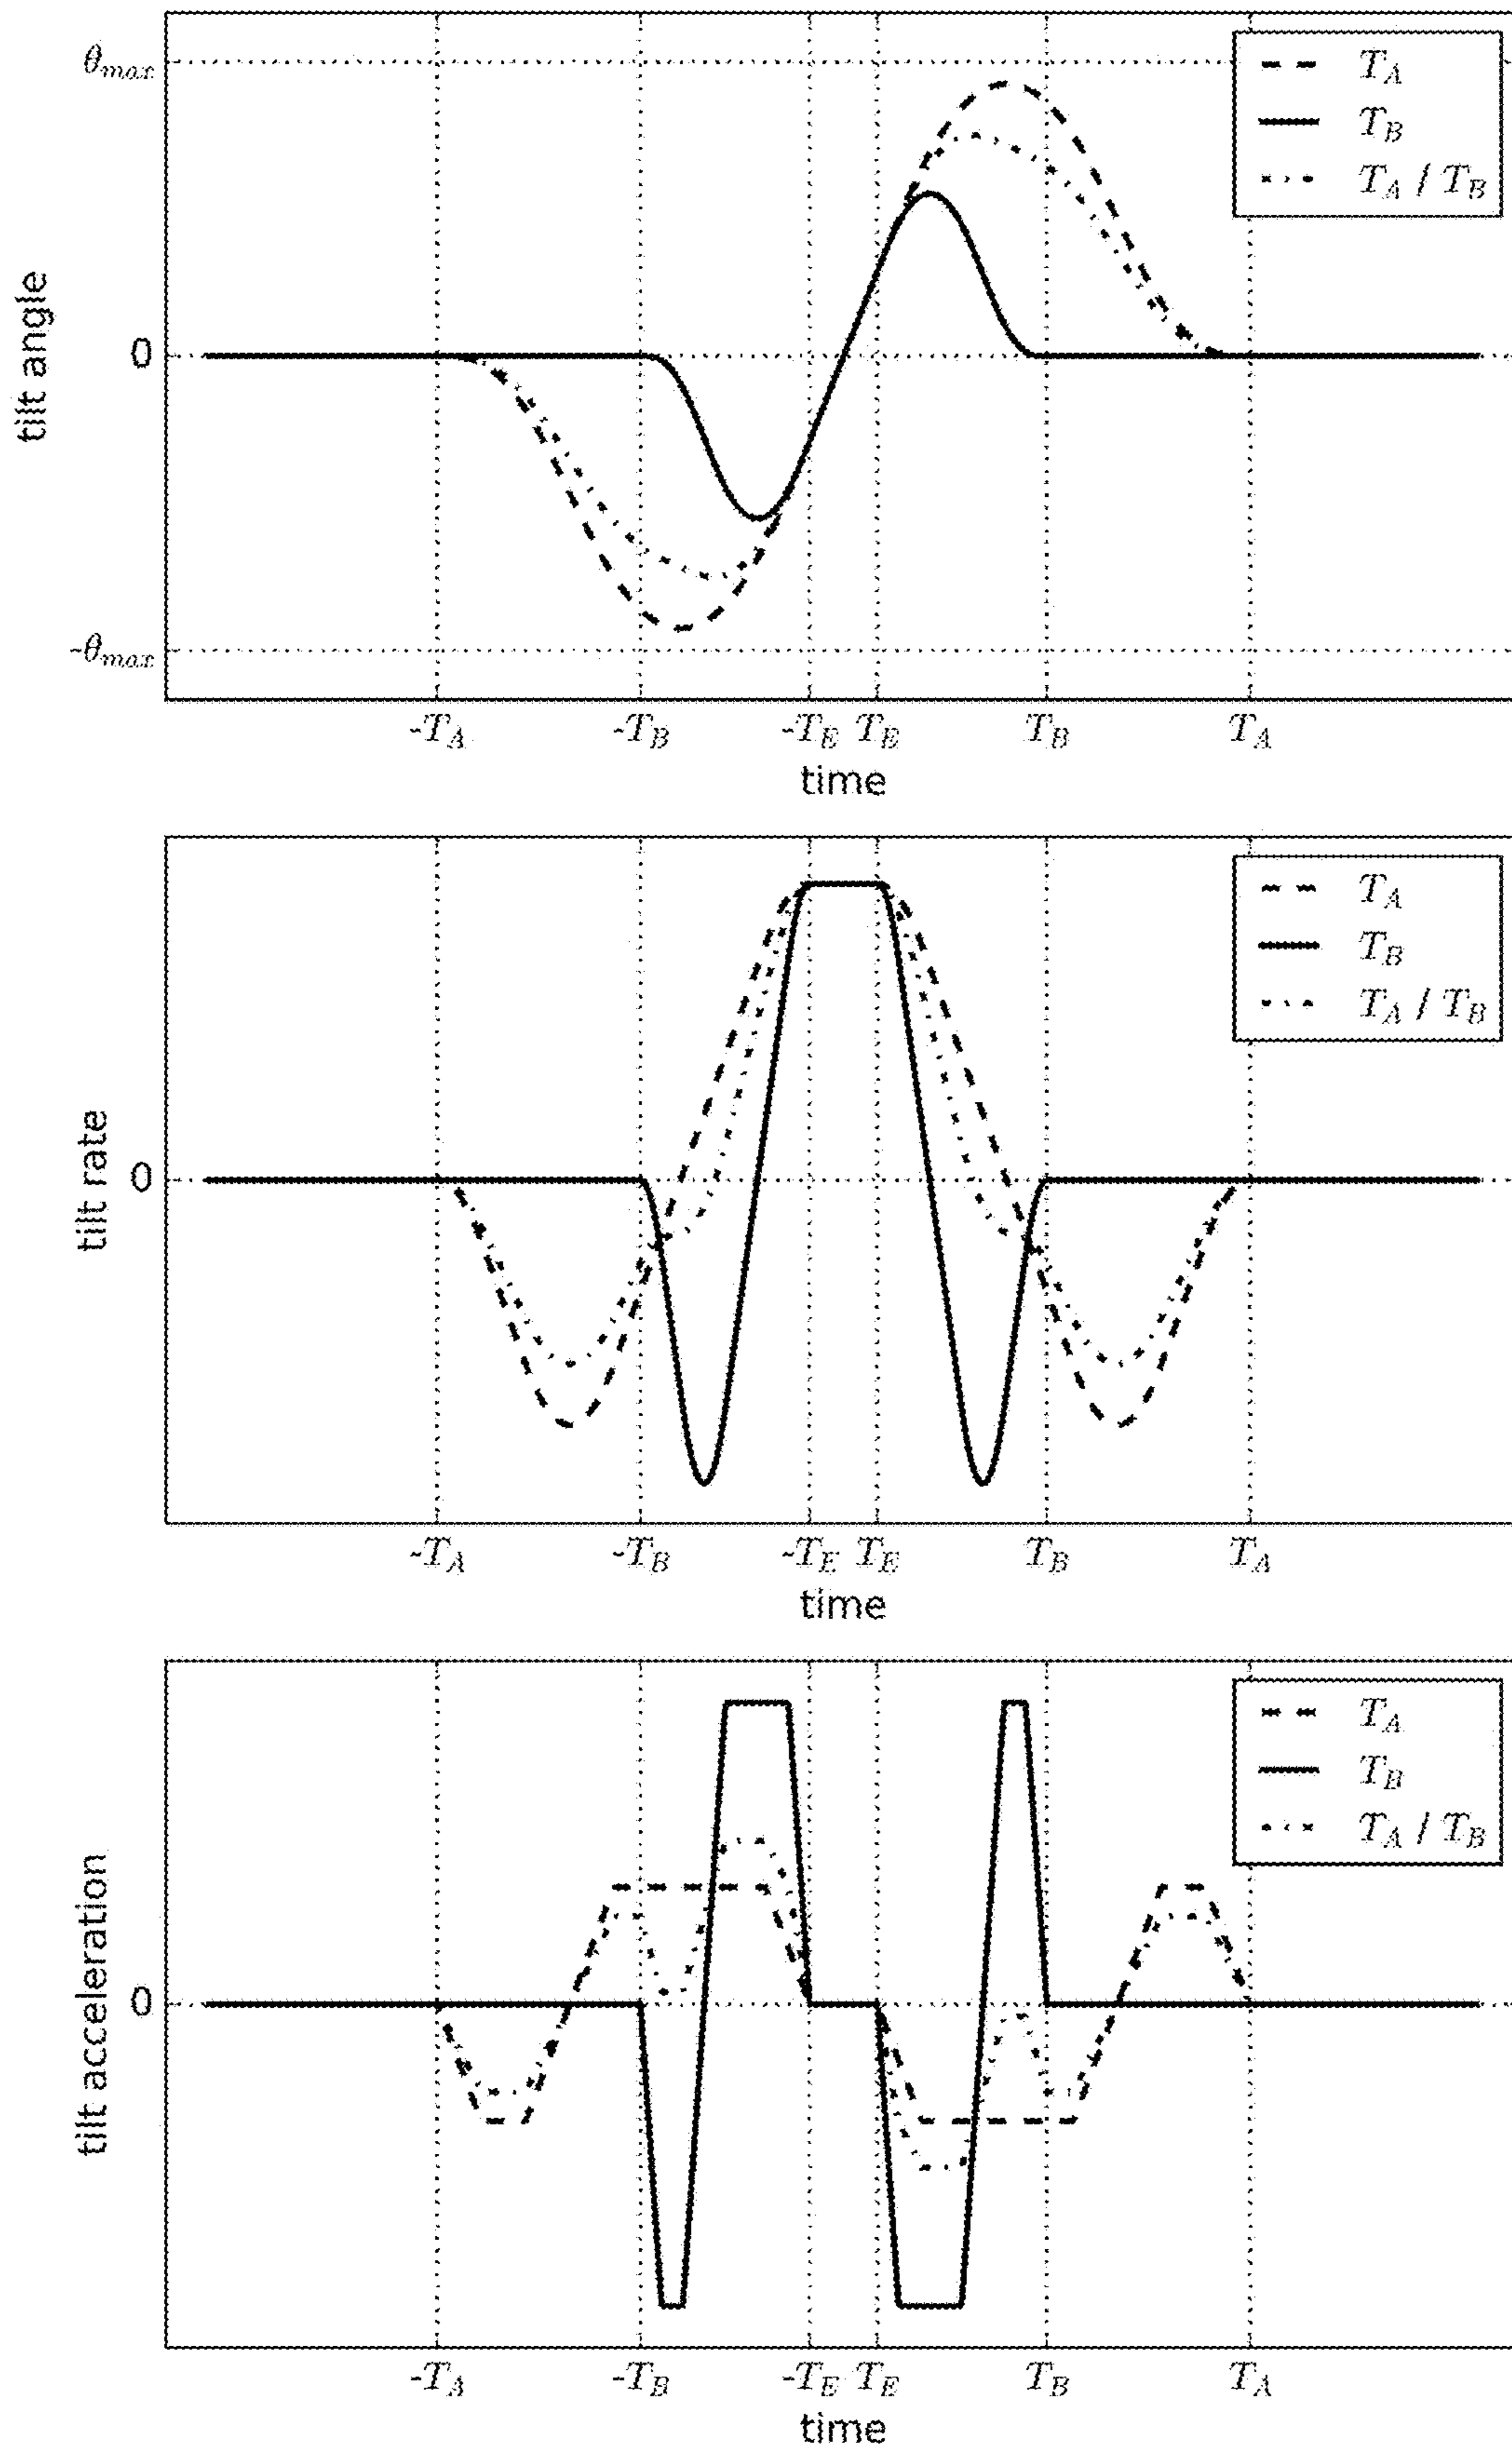 θmax
tilt angle
0
-θmax
TA
TB
TA / TB
-TA -TB -TE TE TB TA
time
tilt rate
0
TA
TB
TA / TB
-TA -TB -TE TE TB TA
time
tilt acceleration
0
TA
TB
TA / TB
-TA -TB -TE TE TB TA
time